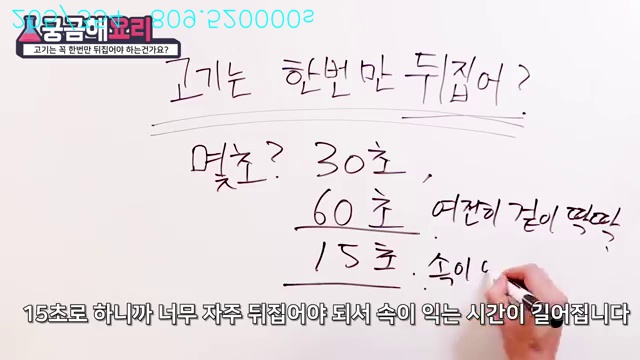 809.520000s
궁금해요리
고기는 꼭 한번만 뒤집어야 하는건가요?
고기는 한번만 뒤집어?
몇초? 30초,
60초 여전히 겉이 딱딱
15초. 속이
15초로 하니까 너무 자주 뒤집어야 되서 속이 익는 시간이 길어집니다